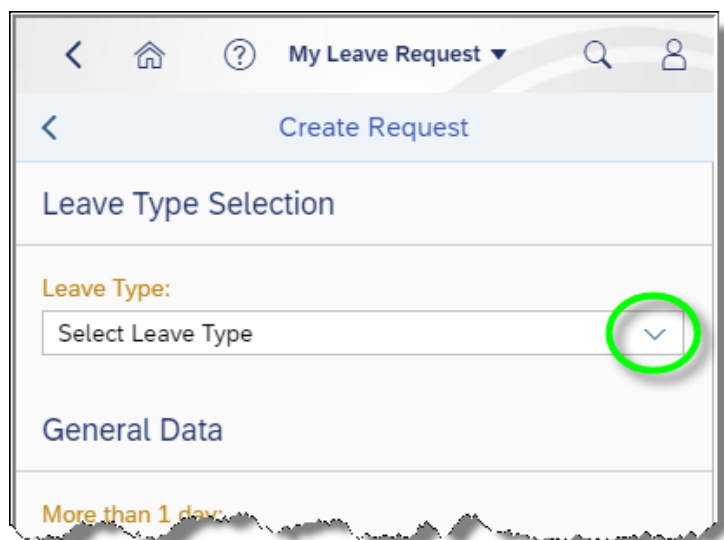 My Leave Request
Create Request
Leave Type Selection
Leave Type:
Select Leave Type
General Data
More than 1 day: